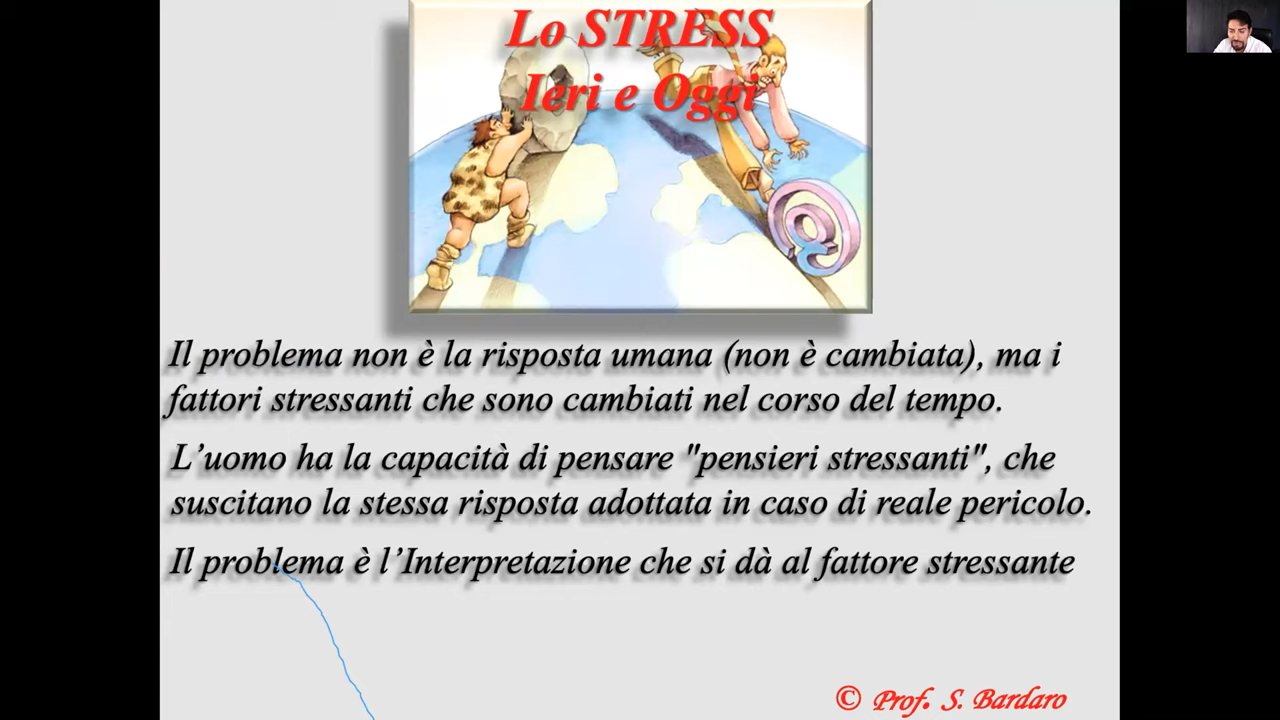 Lo STRESS
Ieri e Oggi
@
Il problema non è la risposta umana (non è cambiata), ma i
fattori stressanti che sono cambiati nel corso del tempo.
L’uomo ha la capacità di pensare "pensieri stressanti", che
suscitano la stessa risposta adottata in caso di reale pericolo.
Il problema è l’Interpretazione che si dà al fattore stressante
© Prof. S. Bardaro